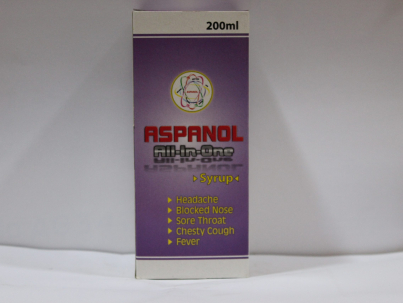 200ml
ASPANOL
All-in-One
Syrup
Headache
Blocked Nose
Sore Throat
Chesty Cough
Fever